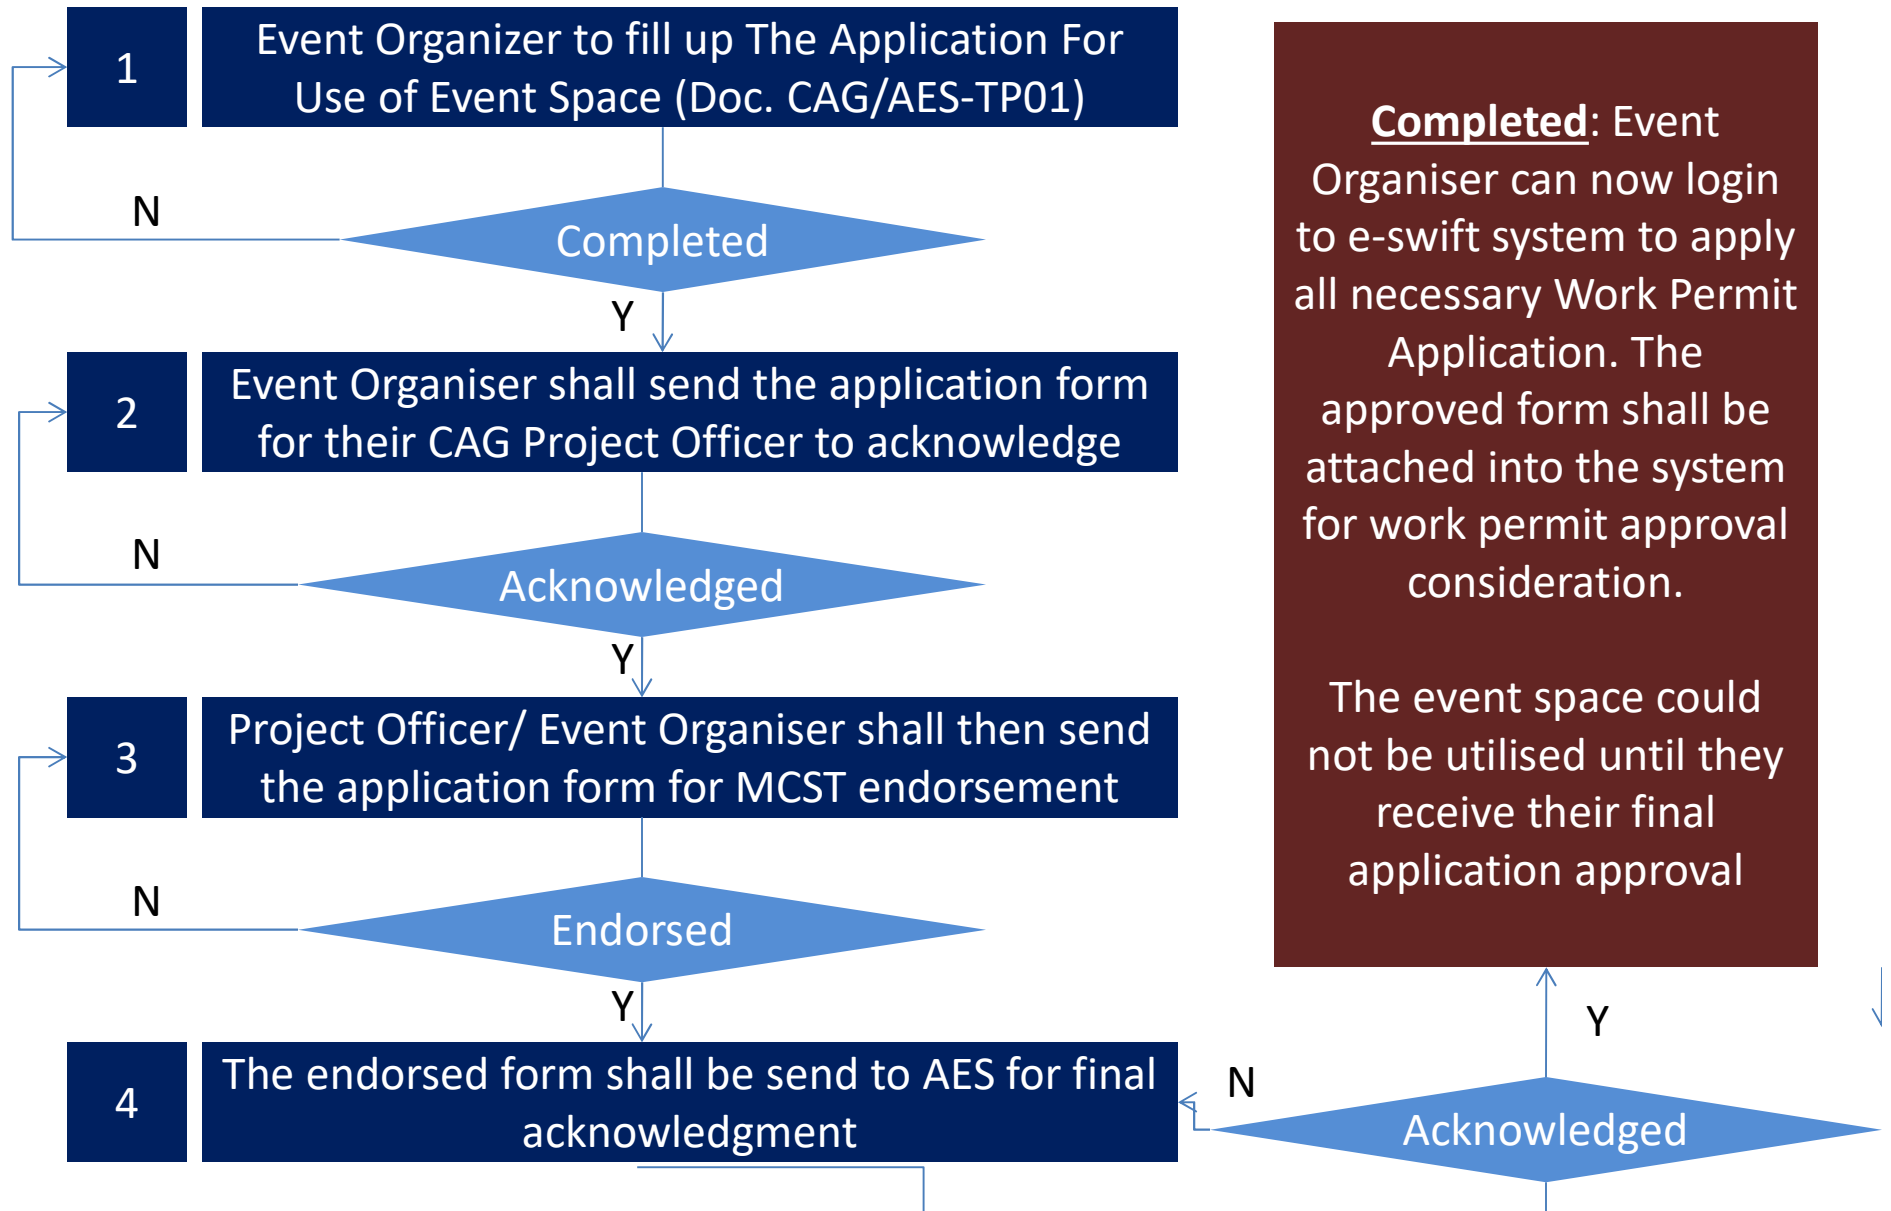 1
Event Organizer to fill up The Application For
Use of Event Space (Doc. CAG/AES-TP01)
N
Completed
Y
2
Event Organiser shall send the application form
for their CAG Project Officer to acknowledge
N
Acknowledged
Y
3
Project Officer/ Event Organiser shall then send
the application form for MCST endorsement
N
Endorsed
Y
4
The endorsed form shall be send to AES for final
acknowledgment
N
Acknowledged
Y
Completed: Event
Organiser can now login
to e-swift system to apply
all necessary Work Permit
Application. The
approved form shall be
attached into the system
for work permit approval
consideration.
The event space could
not be utilised until they
receive their final
application approval